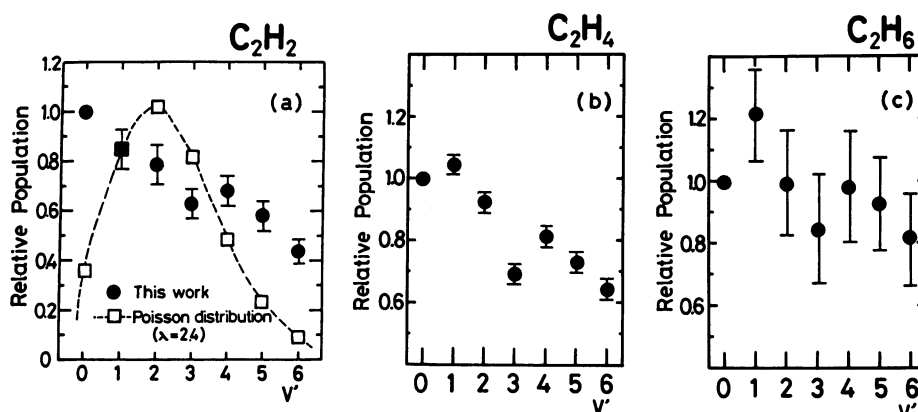 C₂H₂
C₂H₄
C₂H₆
(a)
(b)
(c)
Relative Population
1.2
1.0
0.8
0.6
0.4
0.2
0
● This work
--□-- Poisson distribution
(λ=2.4)
0 1 2 3 4 5 6
V'
Relative Population
1.2
1.0
0.8
0.6
0 1 2 3 4 5 6
V'
Relative Population
1.2
1.0
0.8
0.6
0 1 2 3 4 5 6
V'